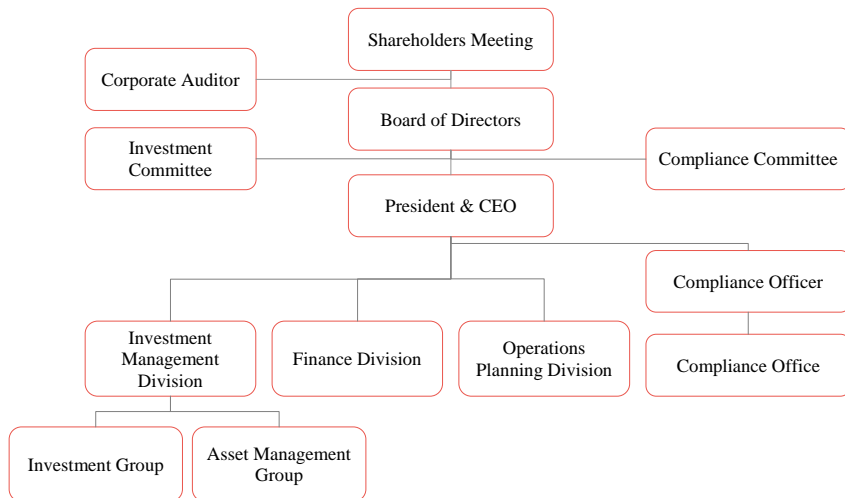 Shareholders Meeting
Corporate Auditor
Board of Directors
Investment
Committee
Compliance Committee
President & CEO
Compliance Officer
Investment
Management
Division
Finance Division
Operations
Planning Division
Compliance Office
Investment Group
Asset Management
Group